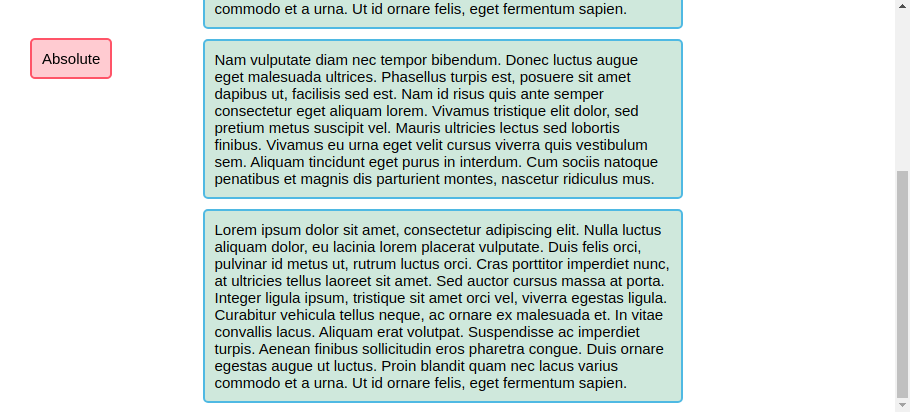 commodo et a urna. Ut id ornare felis, eget fermentum sapien.
Absolute
Nam vulputate diam nec tempor bibendum. Donec luctus augue
eget malesuada ultrices. Phasellus turpis est, posuere sit amet
dapibus ut, facilisis sed est. Nam id risus quis ante semper
consectetur eget aliquam lorem. Vivamus tristique elit dolor, sed
pretium metus suscipit vel. Mauris ultricies lectus sed lobortis
finibus. Vivamus eu urna eget velit cursus viverra quis vestibulum
sem. Aliquam tincidunt eget purus in interdum. Cum sociis natoque
penatibus et magnis dis parturient montes, nascetur ridiculus mus.
Lorem ipsum dolor sit amet, consectetur adipiscing elit. Nulla luctus
aliquam dolor, eu lacinia lorem placerat vulputate. Duis felis orci,
pulvinar id metus ut, rutrum luctus orci. Cras porttitor imperdiet nunc,
at ultricies tellus laoreet sit amet. Sed auctor cursus massa at porta.
Integer ligula ipsum, tristique sit amet orci vel, viverra egestas ligula.
Curabitur vehicula tellus neque, ac ornare ex malesuada et. In vitae
convallis lacus. Aliquam erat volutpat. Suspendisse ac imperdiet
turpis. Aenean finibus sollicitudin eros pharetra congue. Duis ornare
egestas augue ut luctus. Proin blandit quam nec lacus varius
commodo et a urna. Ut id ornare felis, eget fermentum sapien.